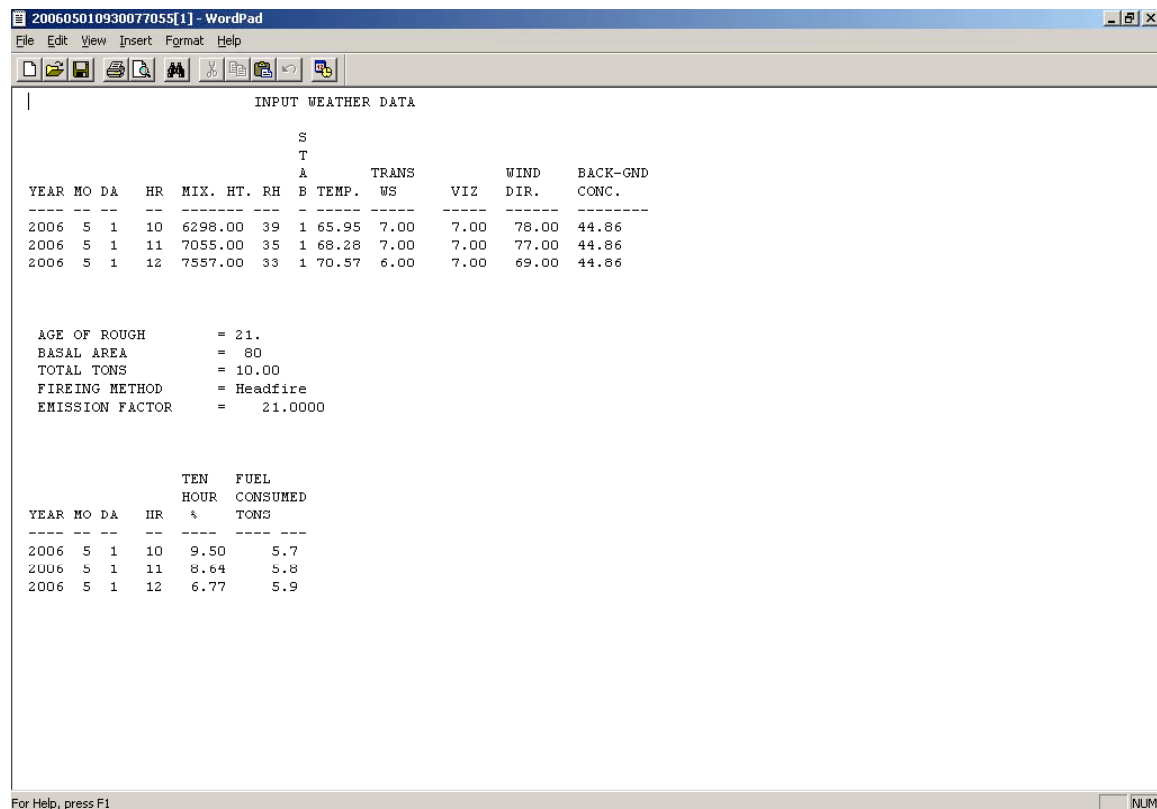 200605010930077055[1] - WordPad
File Edit View Insert Format Help
INPUT WEATHER DATA
S
T
A TRANS WIND BACK-GND
YEAR MO DA HR MIX. HT. RH B TEMP. WS VIZ DIR. CONC.
---- -- -- -- ------- --- - ----- ----- ----- ------ --------
2006 5 1 10 6298.00 39 1 65.95 7.00 7.00 78.00 44.86
2006 5 1 11 7055.00 35 1 68.28 7.00 7.00 77.00 44.86
2006 5 1 12 7557.00 33 1 70.57 6.00 7.00 69.00 44.86
AGE OF ROUGH = 21.
BASAL AREA = 80
TOTAL TONS = 10.00
FIREING METHOD = Headfire
EMISSION FACTOR = 21.0000
TEN FUEL
HOUR CONSUMED
YEAR MO DA HR % TONS
---- -- -- -- ---- ---- ---
2006 5 1 10 9.50 5.7
2006 5 1 11 8.64 5.8
2006 5 1 12 6.77 5.9
For Help, press F1
NUM